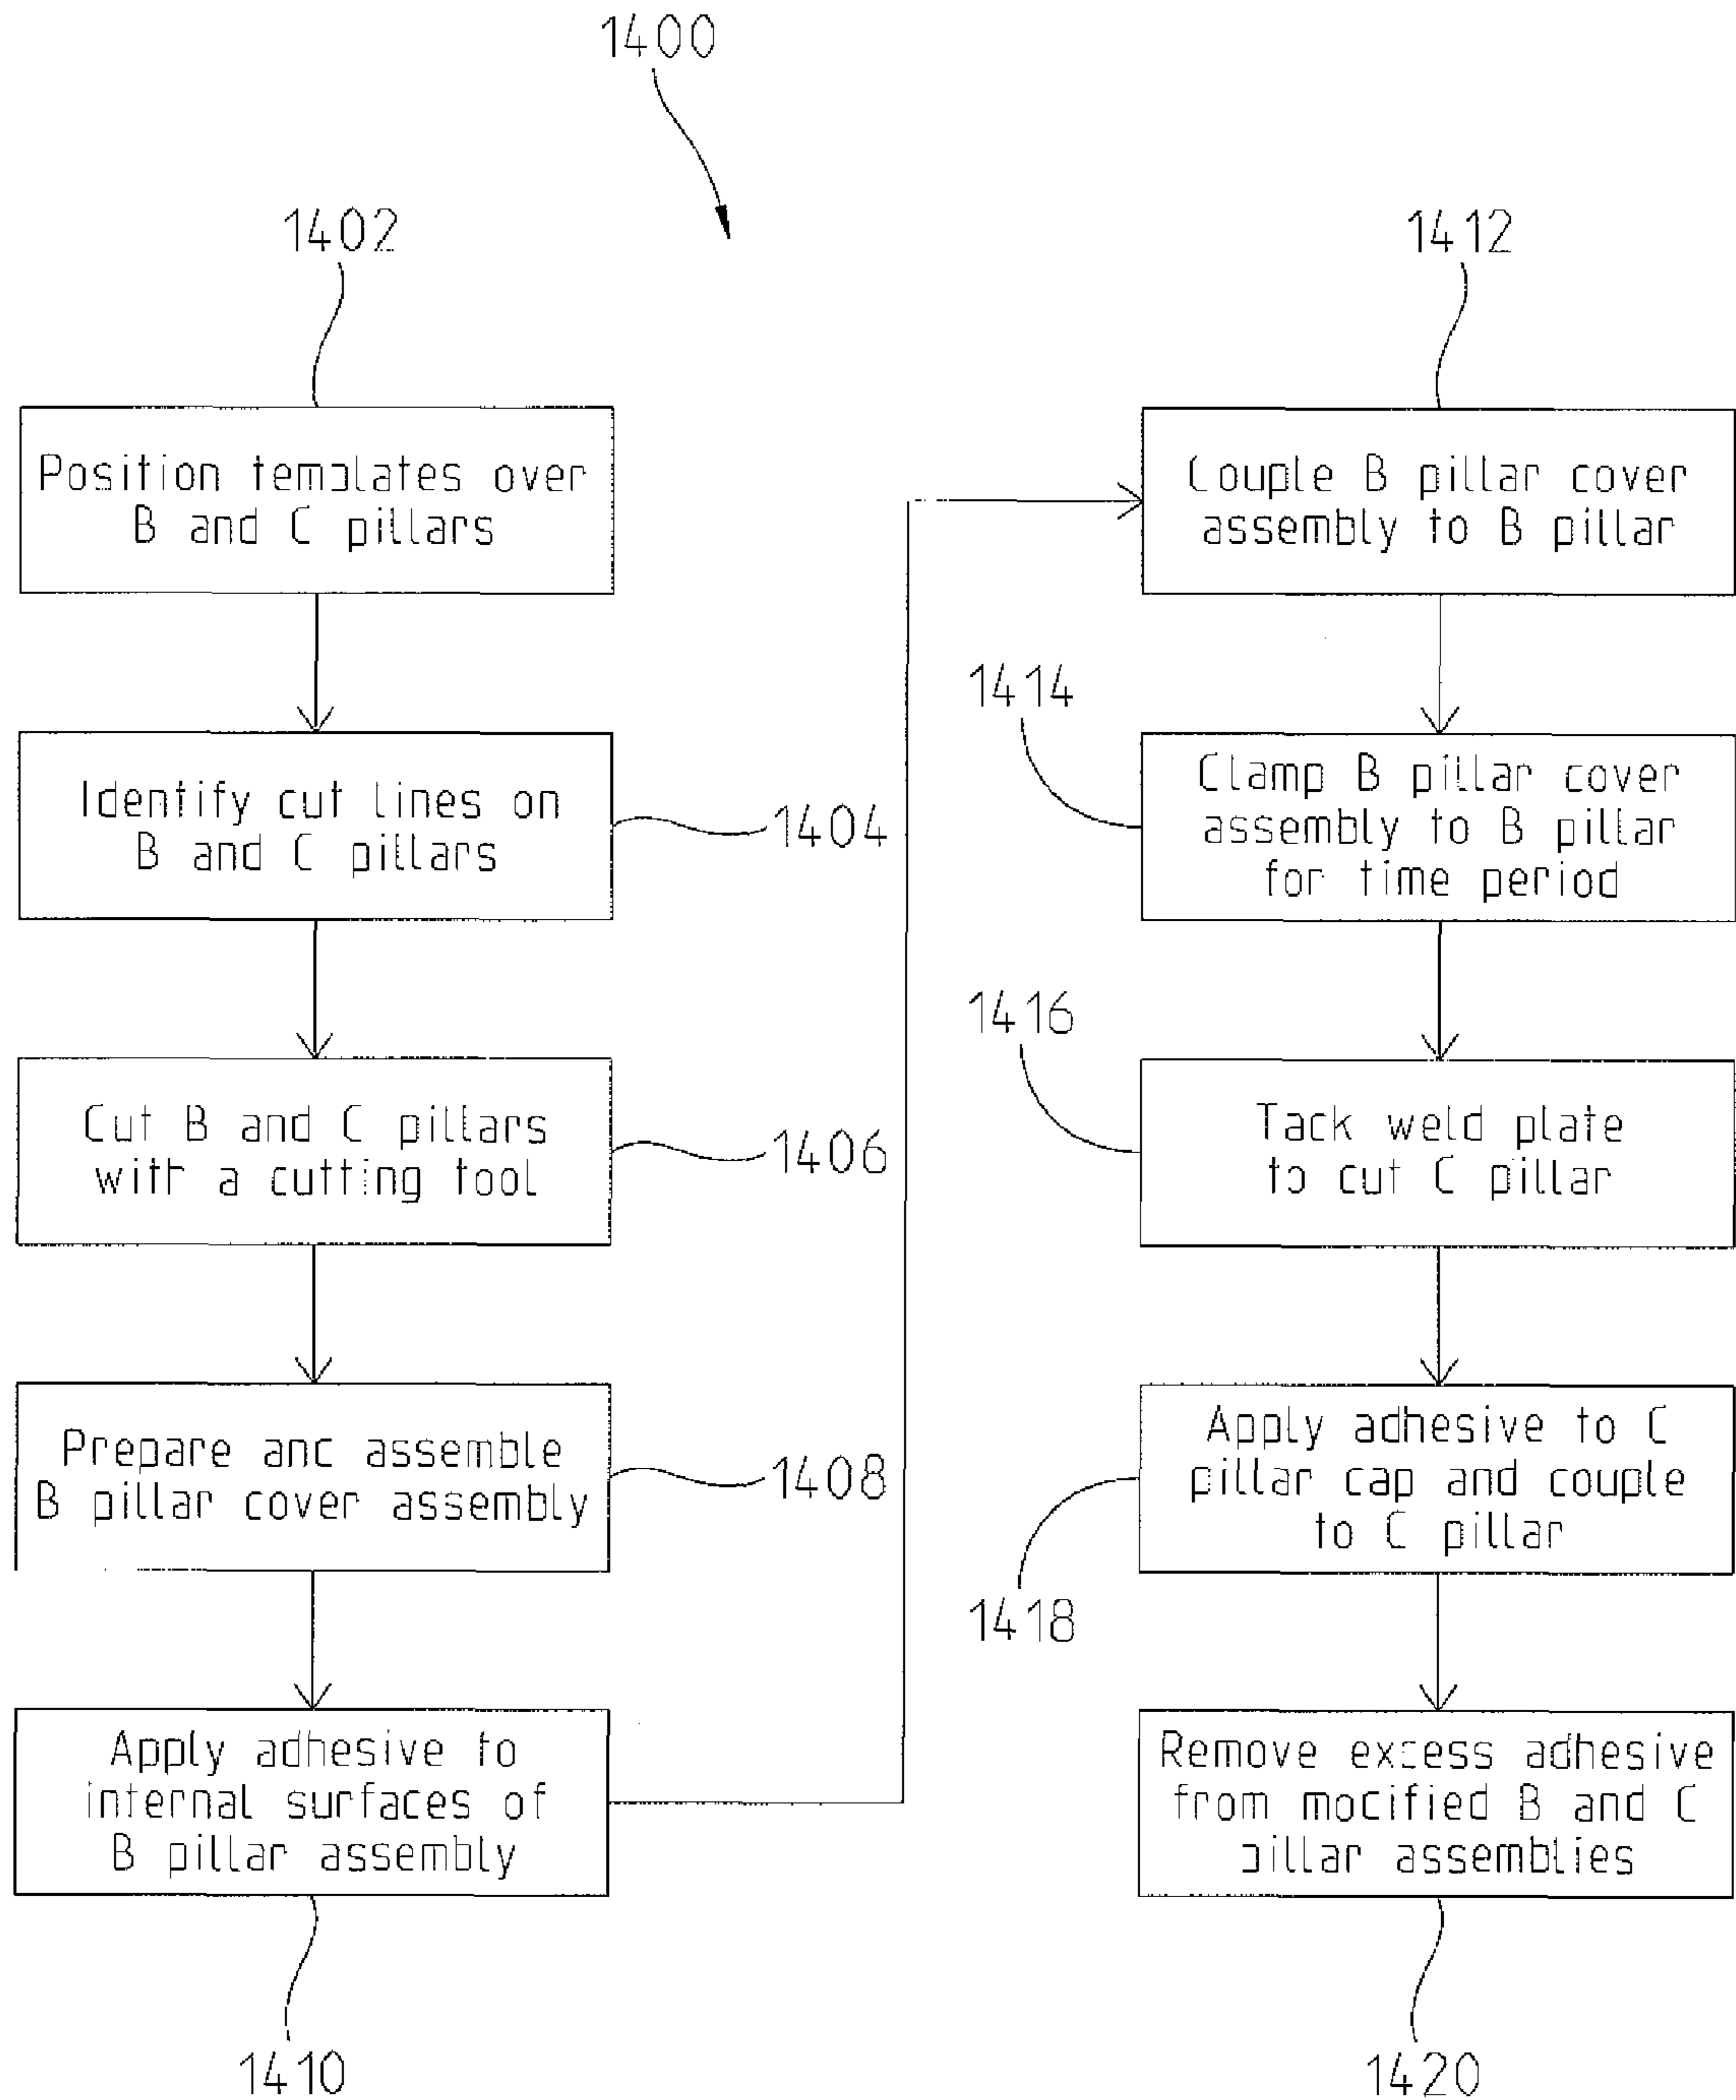 1400
1402
Position templates over
B and C pillars
Identify cut lines on
B and C pillars
1404
Cut B and C pillars
with a cutting tool
1406
Prepare and assemble
B pillar cover assembly
1408
Apply adhesive to
internal surfaces of
B pillar assembly
1410
1412
Couple B pillar cover
assembly to B pillar
1414
Clamp B pillar cover
assembly to B pillar
for time period
1416
Tack weld plate
to cut C pillar
Apply adhesive to C
pillar cap and couple
to C pillar
1418
Remove excess adhesive
from modified B and C
pillar assemblies
1420